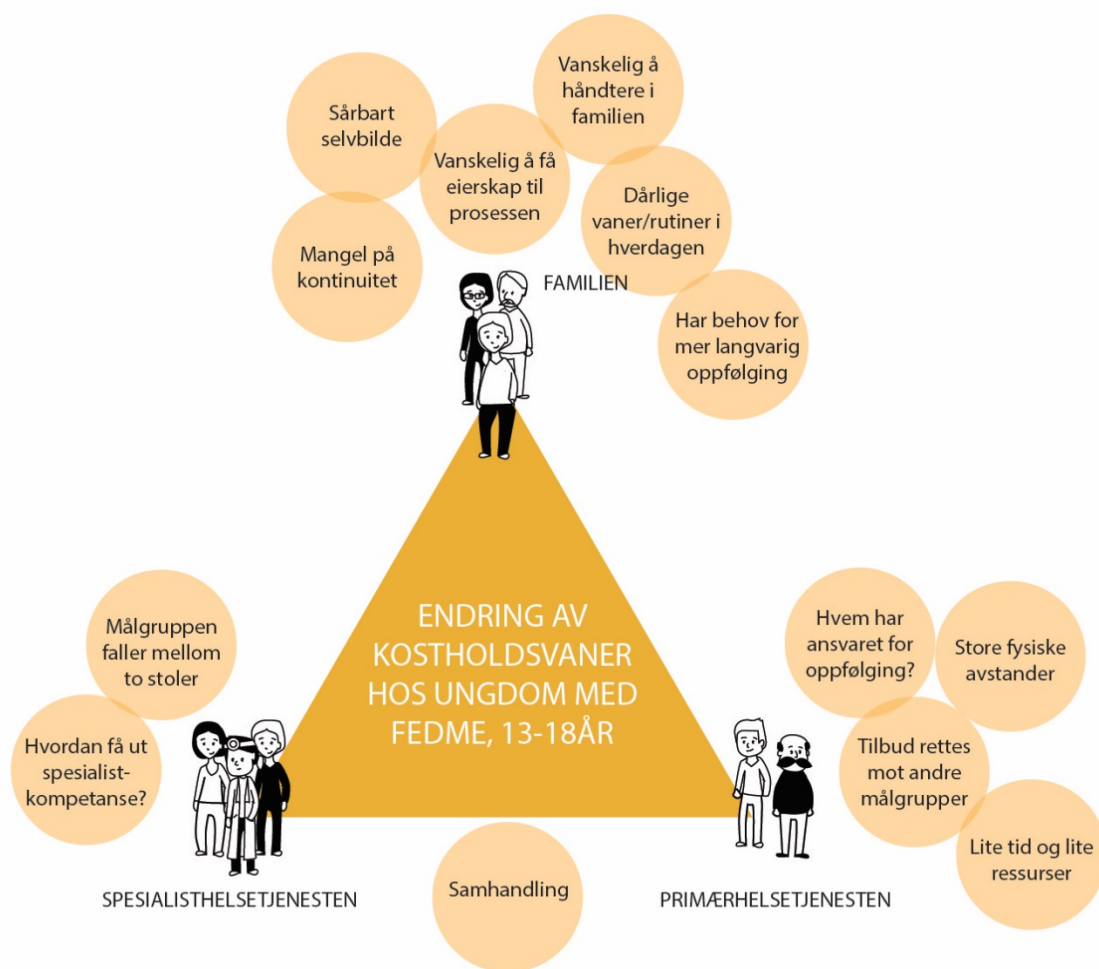 Vanskelig å
håndtere i
familien
Sårbart
selvbilde
Vanskelig å få
eierskap til
prosessen
Dårlige
vaner/rutiner i
hverdagen
Mangel på
kontinuitet
FAMILIEN
Har behov for
mer langvarig
oppfølging
ENDRING AV
KOSTHOLDSVANER
HOS UNGDOM MED
FEDME, 13-18ÅR
Målgruppen
faller mellom
to stoler
Hvordan få ut
spesialist-
kompetanse?
SPESIALISTHELSETJENESTEN
Samhandling
Hvem har
ansvaret for
oppfølging?
Store fysiske
avstander
Tilbud rettes
mot andre
målgrupper
Lite tid og lite
ressurser
PRIMÆRHELSETJENESTEN